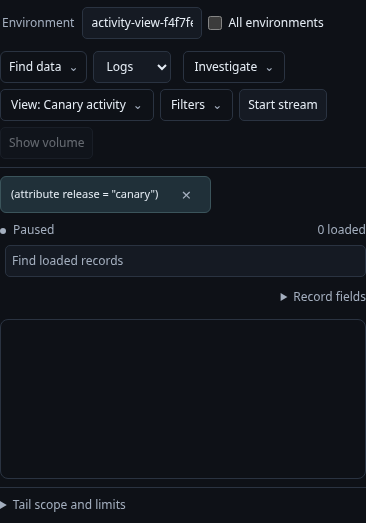 Environment activity-view-f4f7fe All environments
Find data Logs Investigate
View: Canary activity Filters Start stream
Show volume
(attribute release = "canary") ×
Paused 0 loaded
Find loaded records
Record fields
Tail scope and limits